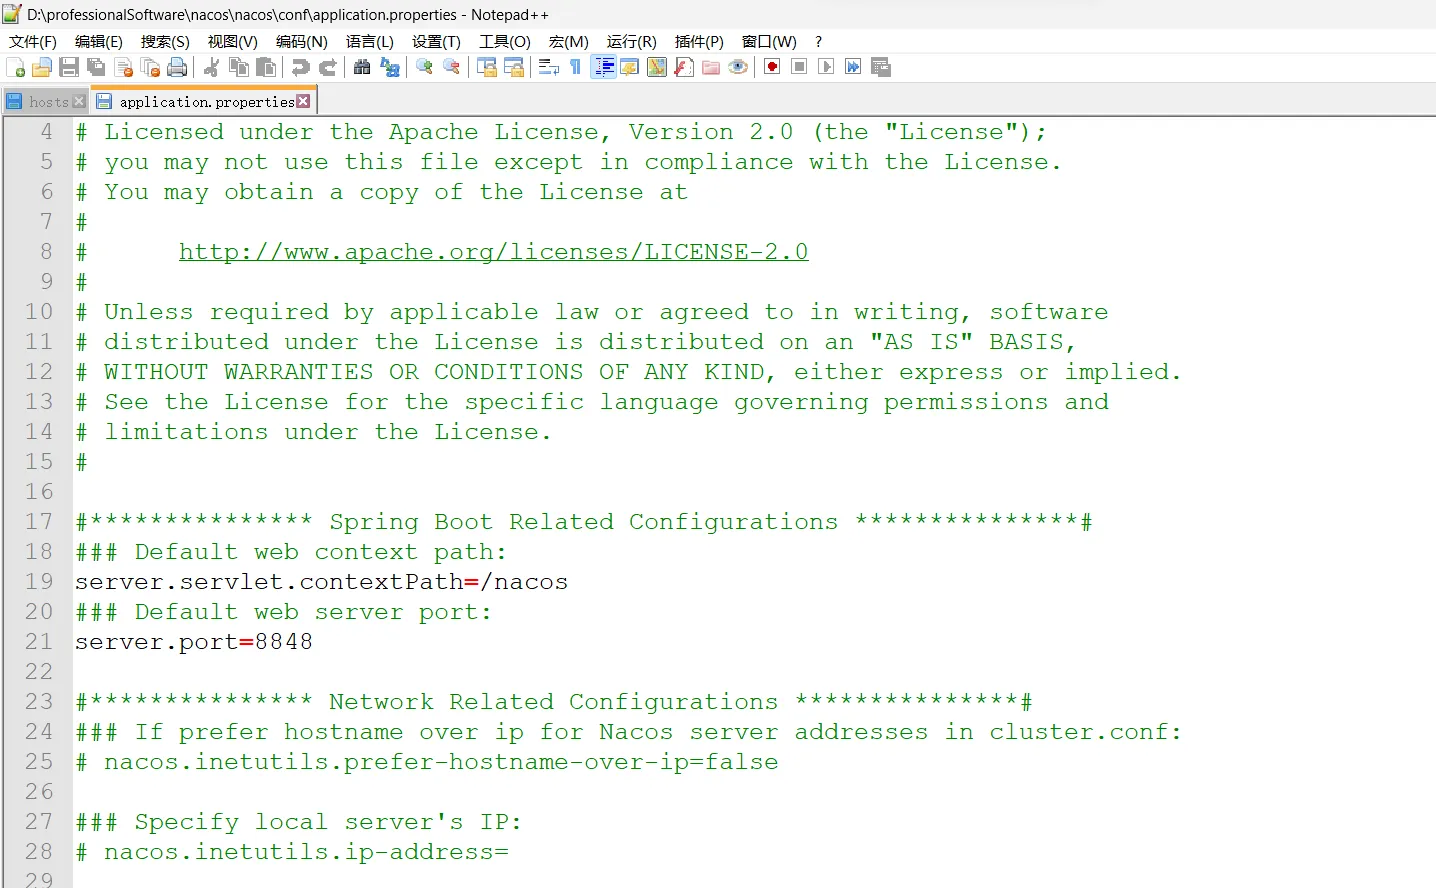 D:\professionalSoftware\nacos\nacos\conf\application.properties - Notepad++
文件(F) 编辑(E) 搜索(S) 视图(V) 编码(N) 语言(L) 设置(T) 工具(O) 宏(M) 运行(R) 插件(P) 窗口(W) ?
hosts application.properties
4 # Licensed under the Apache License, Version 2.0 (the "License");
5 # you may not use this file except in compliance with the License.
6 # You may obtain a copy of the License at
7 #
8 #      http://www.apache.org/licenses/LICENSE-2.0
9 #
10 # Unless required by applicable law or agreed to in writing, software
11 # distributed under the License is distributed on an "AS IS" BASIS,
12 # WITHOUT WARRANTIES OR CONDITIONS OF ANY KIND, either express or implied.
13 # See the License for the specific language governing permissions and
14 # limitations under the License.
15 #
16
17 #*************** Spring Boot Related Configurations ***************#
18 ### Default web context path:
19 server.servlet.contextPath=/nacos
20 ### Default web server port:
21 server.port=8848
22
23 #*************** Network Related Configurations ***************#
24 ### If prefer hostname over ip for Nacos server addresses in cluster.conf:
25 # nacos.inetutils.prefer-hostname-over-ip=false
26
27 ### Specify local server's IP:
28 # nacos.inetutils.ip-address=
29